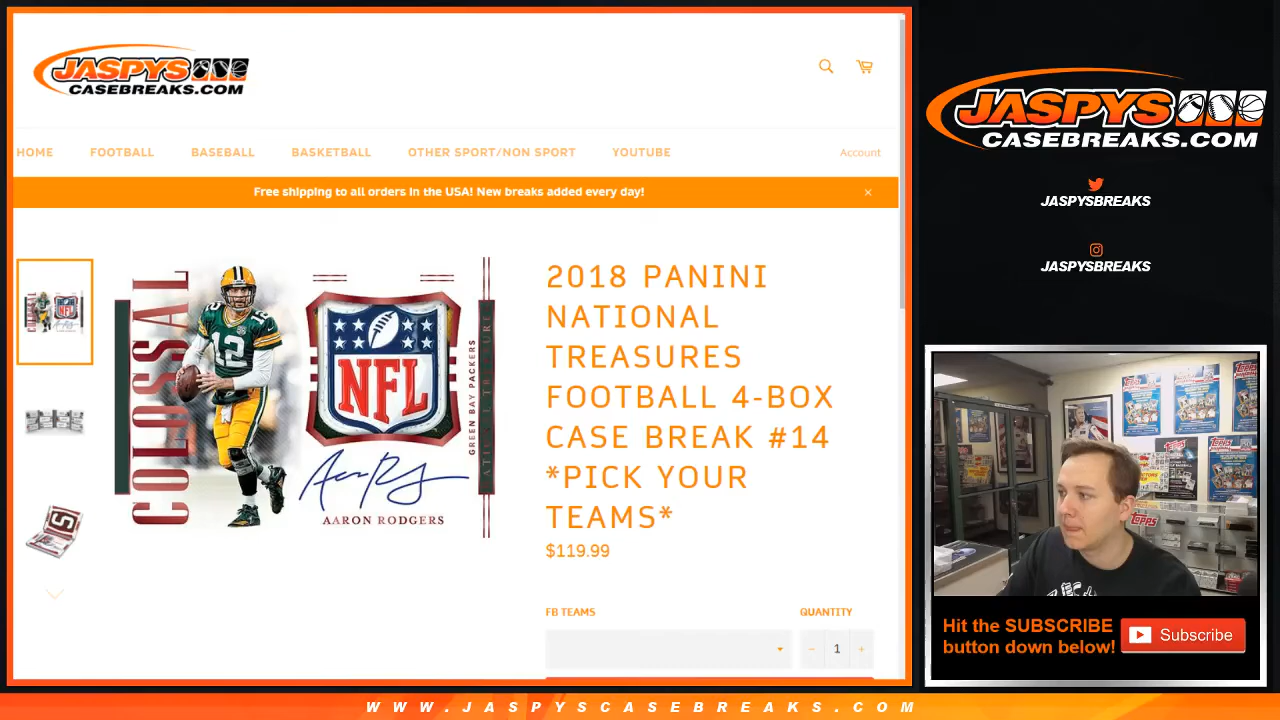 JASPYS
CASEBREAKS.COM
HOME
FOOTBALL
BASEBALL
BASKETBALL
OTHER SPORT/NON SPORT
YOUTUBE
Account
Free shipping to all orders in the USA! New breaks added every day!
×
COLOSSAL
12
NFL
GREEN BAY PACKERS
AARON RODGERS
2018 PANINI
NATIONAL
TREASURES
FOOTBALL 4-BOX
CASE BREAK #14
*PICK YOUR
TEAMS*
$119.99
FB TEAMS
QUANTITY
− 1 +
JASPYS
CASEBREAKS.COM
JASPYSBREAKS
JASPYSBREAKS
topps
Hit the SUBSCRIBE
button down below!
Subscribe
WWW.JASPYSCASEBREAKS.COM